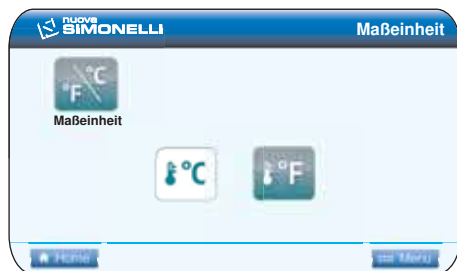 nuova
SIMONELLI
Maßeinheit
°F °C
Maßeinheit
°C
°F
Home
Menu